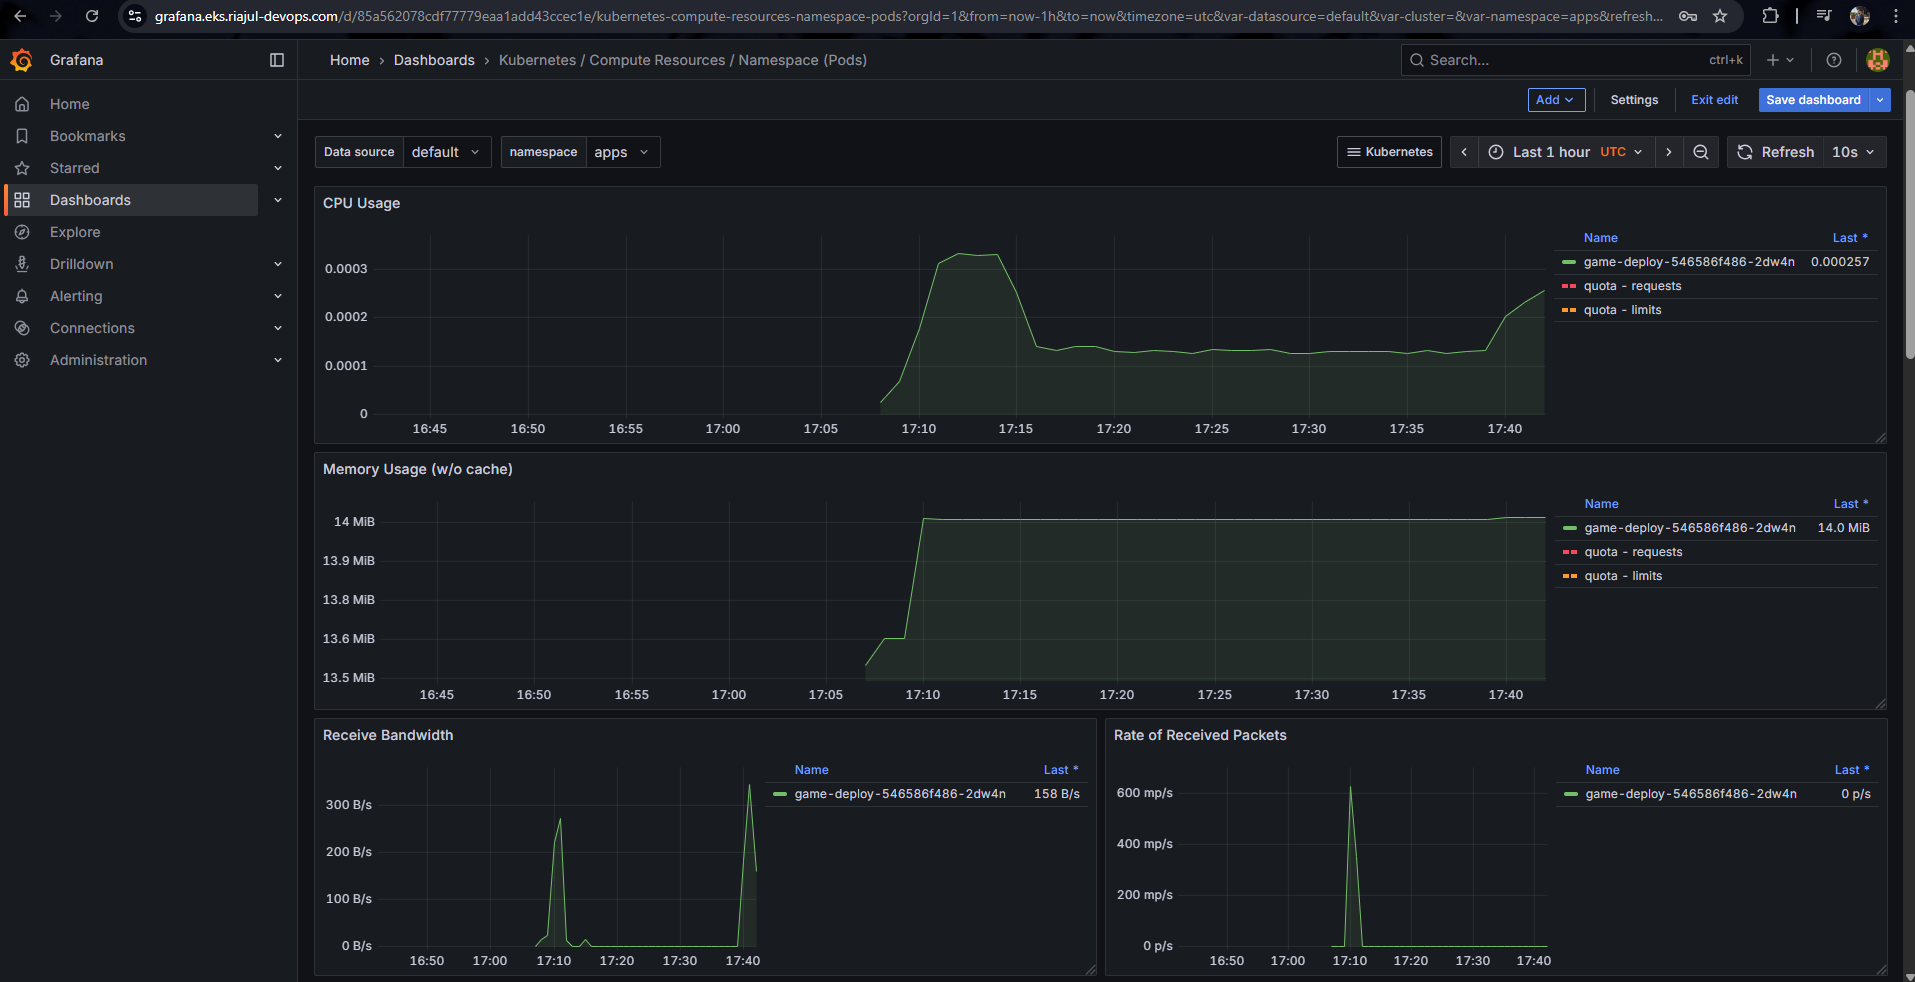 grafana.eks.riajul-devops.com/d/85a562078cdf77779eaa1add43ccec1e/kubernetes-compute-resources-namespace-pods?orgId=1&from=now-1h&to=now&timezone=utc&var-datasource=default&var-cluster=&var-namespace=apps&refresh...
Grafana
Home › Dashboards › Kubernetes / Compute Resources / Namespace (Pods)
Search... ctrl+k
Home
Bookmarks
Starred
Dashboards
Explore
Drilldown
Alerting
Connections
Administration
Add Settings Exit edit Save dashboard
Data source default namespace apps Kubernetes Last 1 hour UTC Refresh 10s
CPU Usage
0.0003
0.0002
0.0001
0
16:45 16:50 16:55 17:00 17:05 17:10 17:15 17:20 17:25 17:30 17:35 17:40
Name Last *
game-deploy-546586f486-2dw4n 0.000257
quota - requests
quota - limits
Memory Usage (w/o cache)
14 MiB
13.9 MiB
13.8 MiB
13.6 MiB
13.5 MiB
16:45 16:50 16:55 17:00 17:05 17:10 17:15 17:20 17:25 17:30 17:35 17:40
Name Last *
game-deploy-546586f486-2dw4n 14.0 MiB
quota - requests
quota - limits
Receive Bandwidth
300 B/s
200 B/s
100 B/s
0 B/s
16:50 17:00 17:10 17:20 17:30 17:40
Name Last *
game-deploy-546586f486-2dw4n 158 B/s
Rate of Received Packets
600 mp/s
400 mp/s
200 mp/s
0 p/s
16:50 17:00 17:10 17:20 17:30 17:40
Name Last *
game-deploy-546586f486-2dw4n 0 p/s